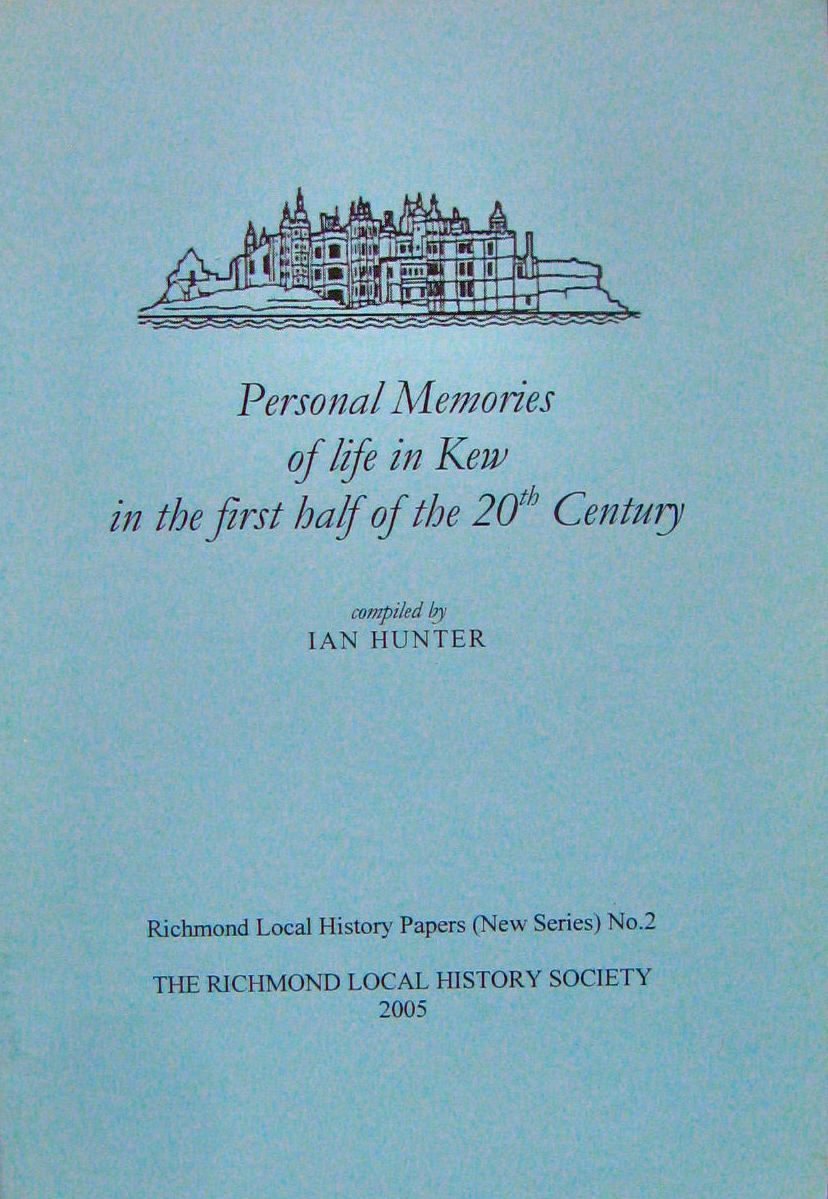 Personal Memories
of life in Kew
in the first half of the 20th Century
compiled by
IAN HUNTER
Richmond Local History Papers (New Series) No.2
THE RICHMOND LOCAL HISTORY SOCIETY
2005